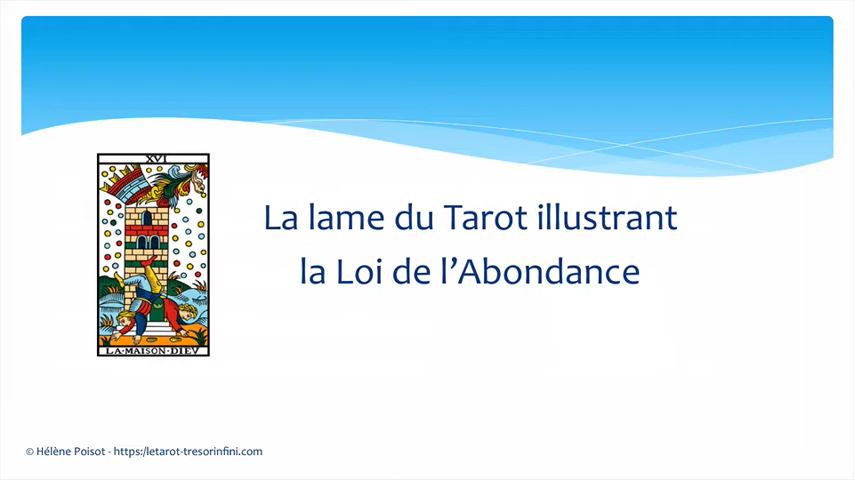 XVI
La lame du Tarot illustrant
la Loi de l’Abondance
LA·MAISON·DIEV
© Hélène Poisot - https:/letarot-tresorinfini.com